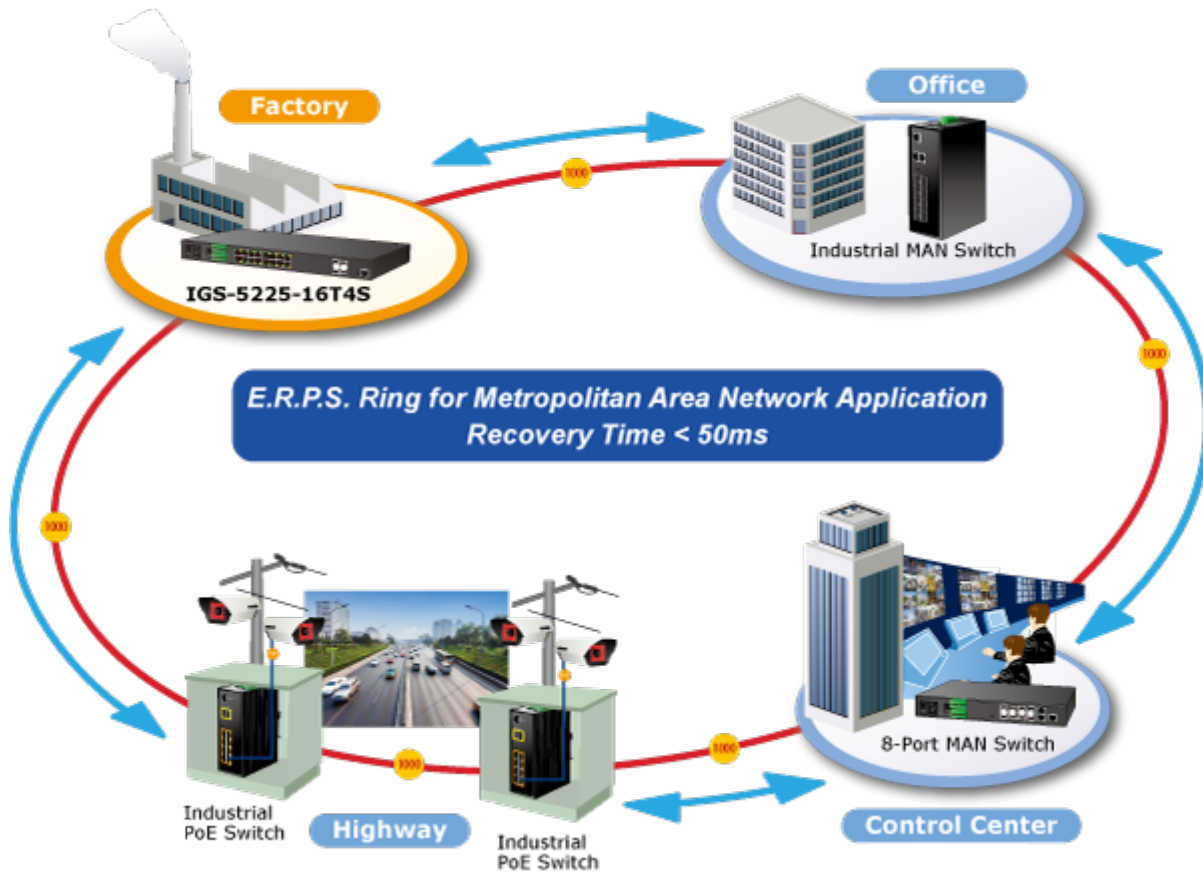 Factory
Office
1000
Industrial MAN Switch
IGS-5225-16T4S
1000
E.R.P.S. Ring for Metropolitan Area Network Application
Recovery Time < 50ms
1000
8-Port MAN Switch
1000
1000
Industrial
PoE Switch
Highway
Industrial
PoE Switch
Control Center